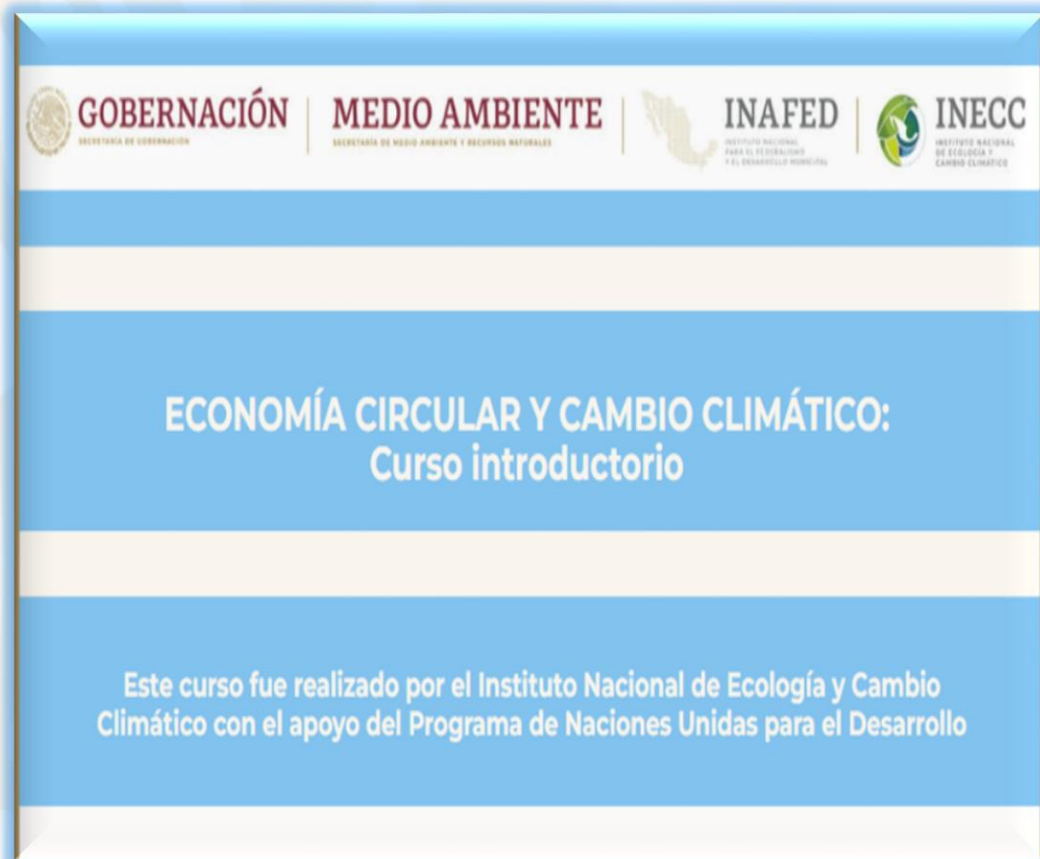 GOBERNACIÓN
SECRETARÍA DE GOBERNACIÓN
MEDIO AMBIENTE
SECRETARÍA DE MEDIO AMBIENTE Y RECURSOS NATURALES
INAFED
INSTITUTO NACIONAL
PARA EL FEDERALISMO
Y EL DESARROLLO MUNICIPAL
INECC
INSTITUTO NACIONAL
DE ECOLOGÍA Y
CAMBIO CLIMÁTICO
ECONOMÍA CIRCULAR Y CAMBIO CLIMÁTICO:
Curso introductorio
Este curso fue realizado por el Instituto Nacional de Ecología y Cambio
Climático con el apoyo del Programa de Naciones Unidas para el Desarrollo